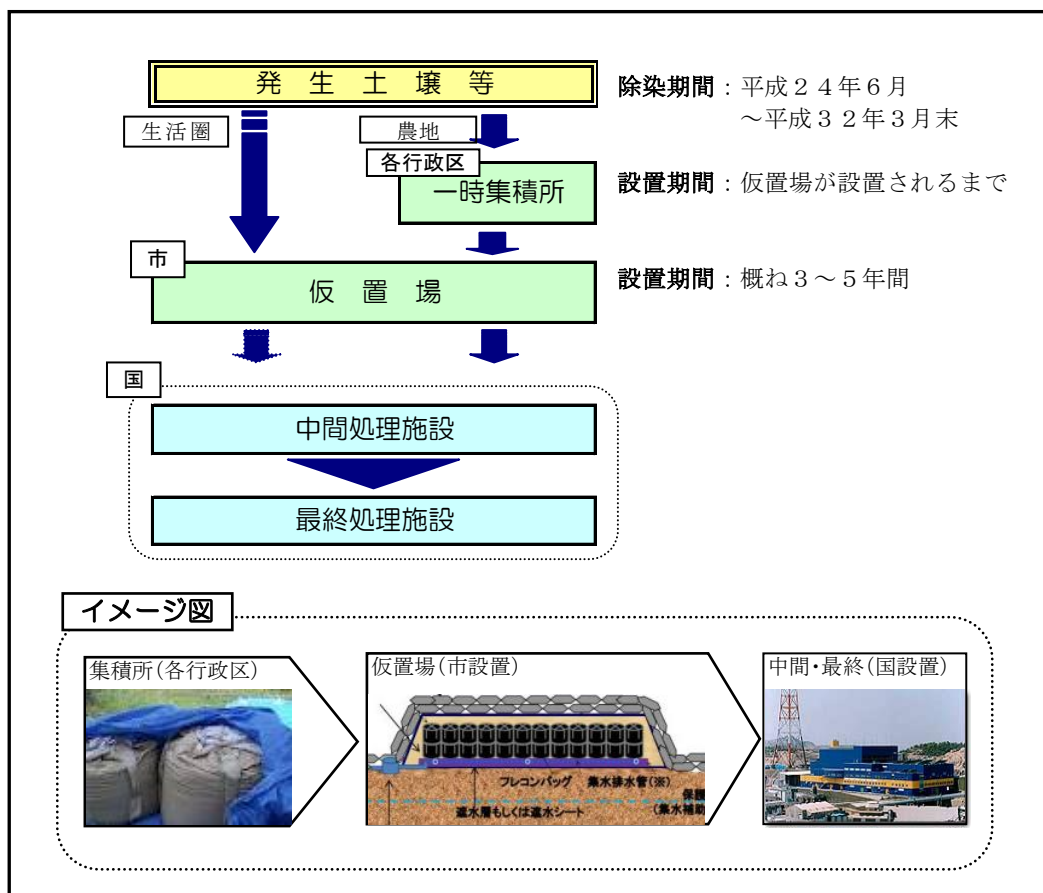 発生土壌等
除染期間：平成２４年６月
～平成３２年３月末
生活圏
農地
各行政区
一時集積所
設置期間：仮置場が設置されるまで
市
仮置場
設置期間：概ね３～５年間
国
中間処理施設
最終処理施設
イメージ図
集積所（各行政区）
仮置場（市設置）
中間・最終（国設置）
フレコンバッグ
集水排水管（※）
保護
遮水層もしくは遮水シート
（集水補助